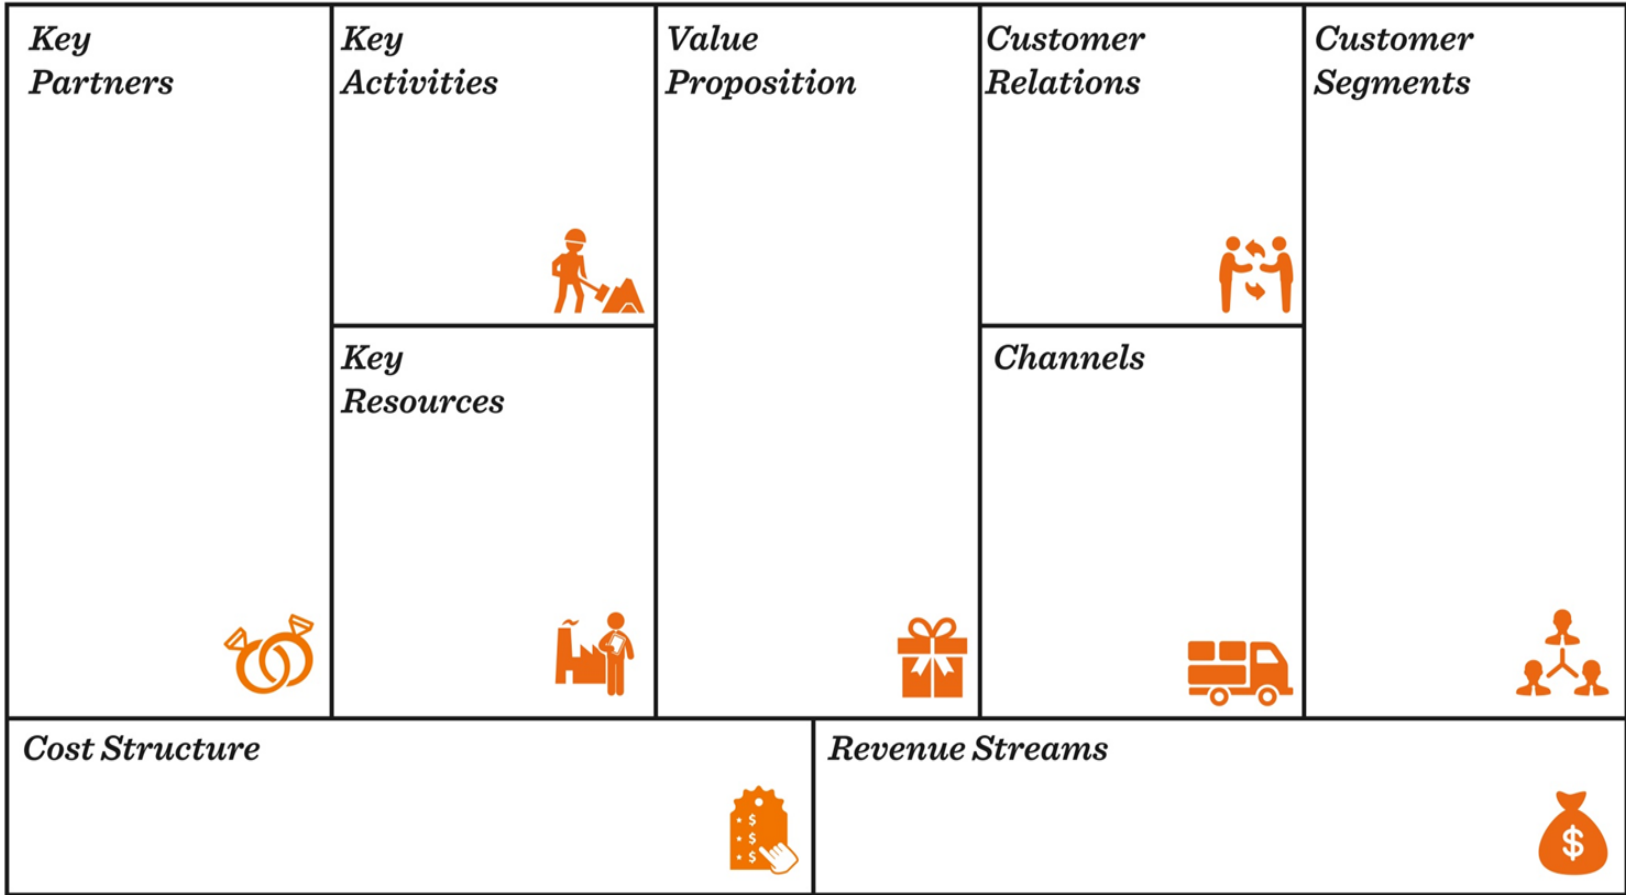 Key
Partners
Key
Activities
Key
Resources
Value
Proposition
Customer
Relations
Channels
Customer
Segments
Cost Structure
$
$
$
Revenue Streams
$